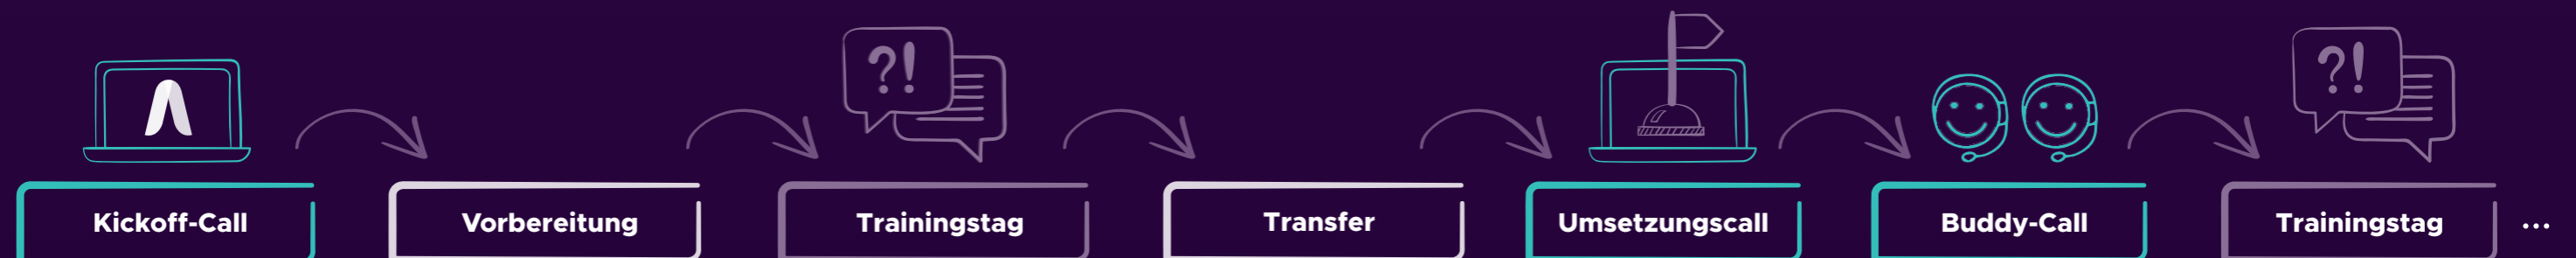 ?!
?!
Kickoff-Call
Vorbereitung
Trainingstag
Transfer
Umsetzungscall
Buddy-Call
Trainingstag
...